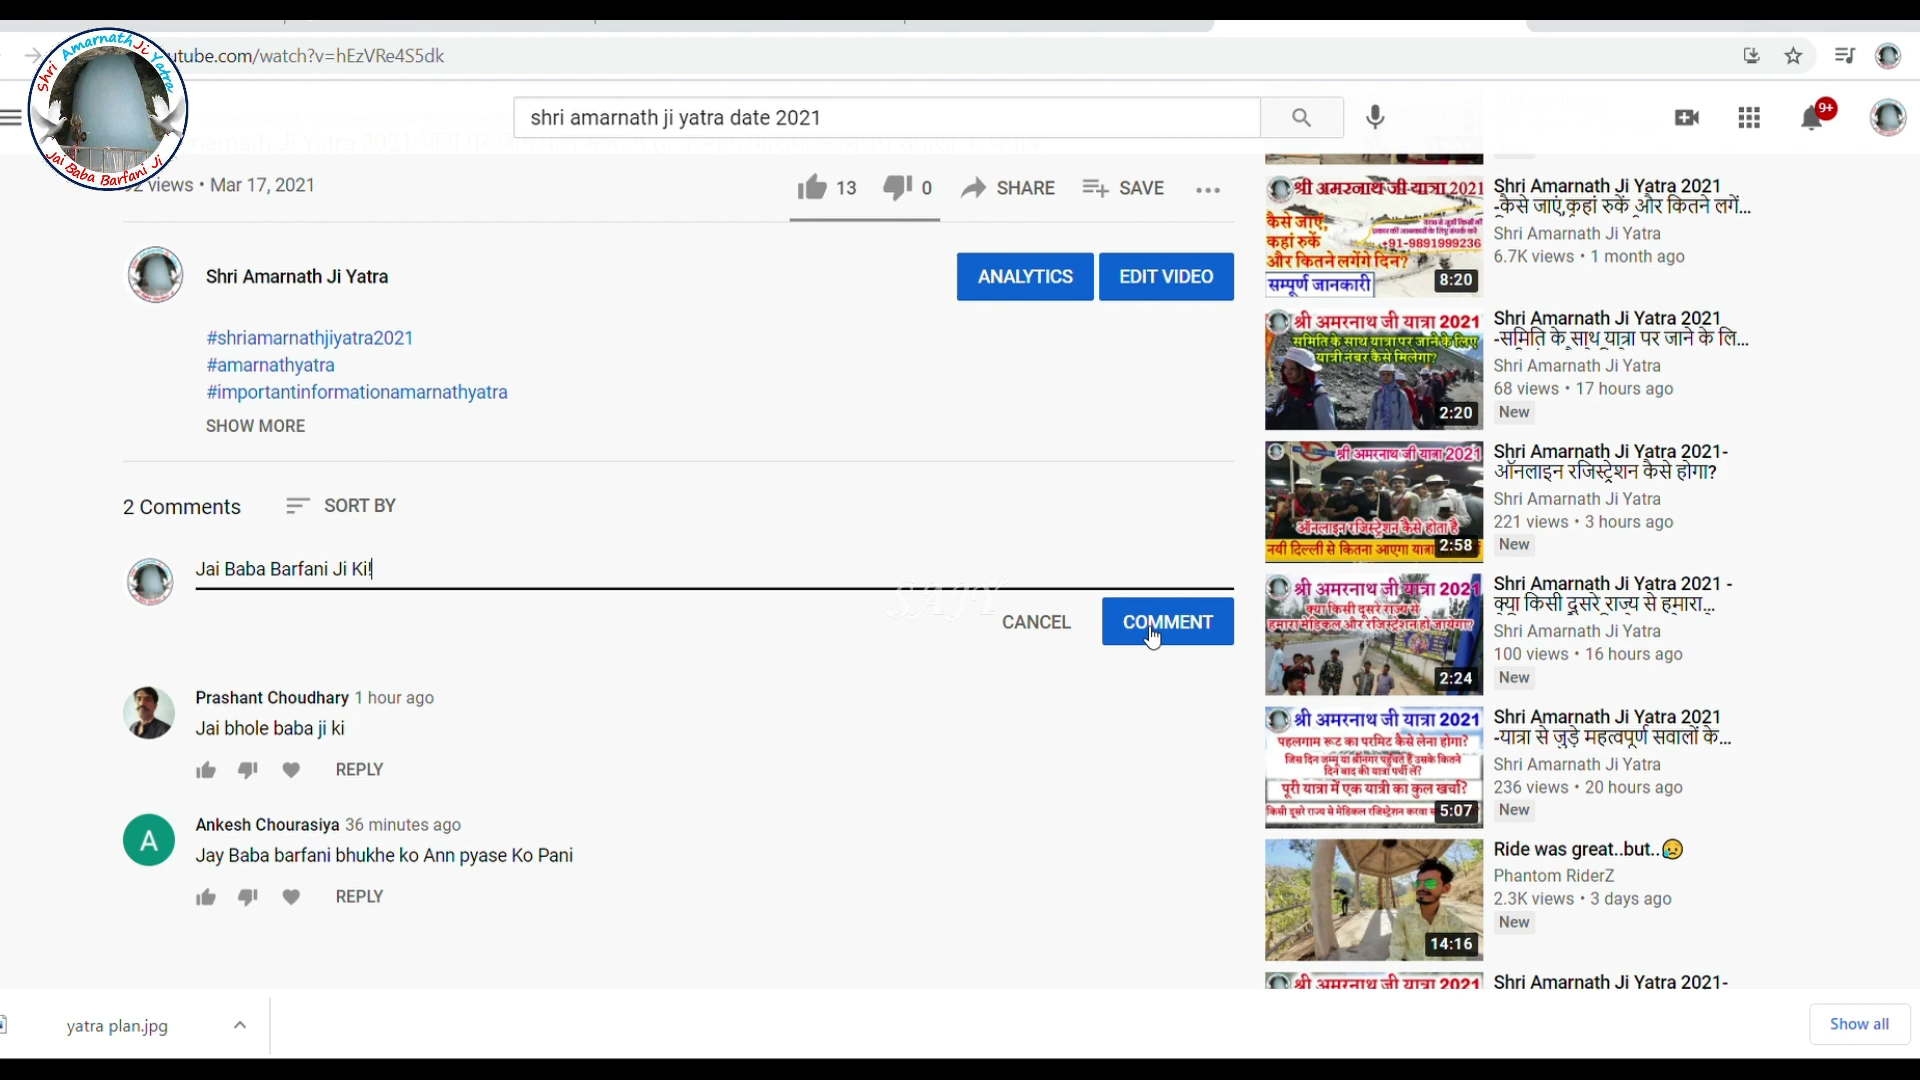 Shri Amarnath Ji Yatra
Jai Baba Barfani Ji
utube.com/watch?v=hEzVRe4S5dk
shri amarnath ji yatra date 2021
9+
views • Mar 17, 2021
13
0
SHARE
SAVE
Shri Amarnath Ji Yatra
ANALYTICS
EDIT VIDEO
#shriamarnathjiyatra2021
#amarnathyatra
#importantinformationamarnathyatra
SHOW MORE
2 Comments
SORT BY
Jai Baba Barfani Ji Ki!
CANCEL
COMMENT
Prashant Choudhary 1 hour ago
Jai bhole baba ji ki
REPLY
A
Ankesh Chourasiya 36 minutes ago
Jay Baba barfani bhukhe ko Ann pyase Ko Pani
REPLY
श्री अमरनाथ जी यात्रा 2021
कैसे जाएं,
कहां रुकें
+91-9891999236
और कितने लगेंगे दिन?
सम्पूर्ण जानकारी
8:20
Shri Amarnath Ji Yatra 2021
-कैसे जाएं,कहां रुकें और कितने लगें...
Shri Amarnath Ji Yatra
6.7K views • 1 month ago
श्री अमरनाथ जी यात्रा 2021
समिति के साथ यात्रा पर जाने के लिए
यात्री नंबर कैसे मिलेगा?
2:20
Shri Amarnath Ji Yatra 2021
-समिति के साथ यात्रा पर जाने के लि...
Shri Amarnath Ji Yatra
68 views • 17 hours ago
New
श्री अमरनाथ जी यात्रा 2021
ऑनलाइन रजिस्ट्रेशन कैसे होता है
नयी दिल्ली से कितना आएगा यात्रा
2:58
Shri Amarnath Ji Yatra 2021-
ऑनलाइन रजिस्ट्रेशन कैसे होगा?
Shri Amarnath Ji Yatra
221 views • 3 hours ago
New
श्री अमरनाथ जी यात्रा 2021
क्या किसी दूसरे राज्य से
हमारा मेडिकल और रजिस्ट्रेशन हो जायेगा?
2:24
Shri Amarnath Ji Yatra 2021 -
क्या किसी दूसरे राज्य से हमारा...
Shri Amarnath Ji Yatra
100 views • 16 hours ago
New
श्री अमरनाथ जी यात्रा 2021
पहलगाम रूट का परमिट कैसे लेना होगा?
जिस दिन जम्मू या श्रीनगर पहुंचते हैं उसके कितने
दिन बाद की यात्रा पर्ची लें?
पूरी यात्रा में एक यात्री का कुल खर्चा?
किसी दूसरे राज्य से मेडिकल रजिस्ट्रेशन करवा
5:07
Shri Amarnath Ji Yatra 2021
-यात्रा से जुड़े महत्वपूर्ण सवालों के...
Shri Amarnath Ji Yatra
236 views • 20 hours ago
New
14:16
Ride was great..but..😥
Phantom RiderZ
2.3K views • 3 days ago
New
श्री अमरनाथ जी यात्रा 2021
Shri Amarnath Ji Yatra 2021-
SAJY
yatra plan.jpg
Show all